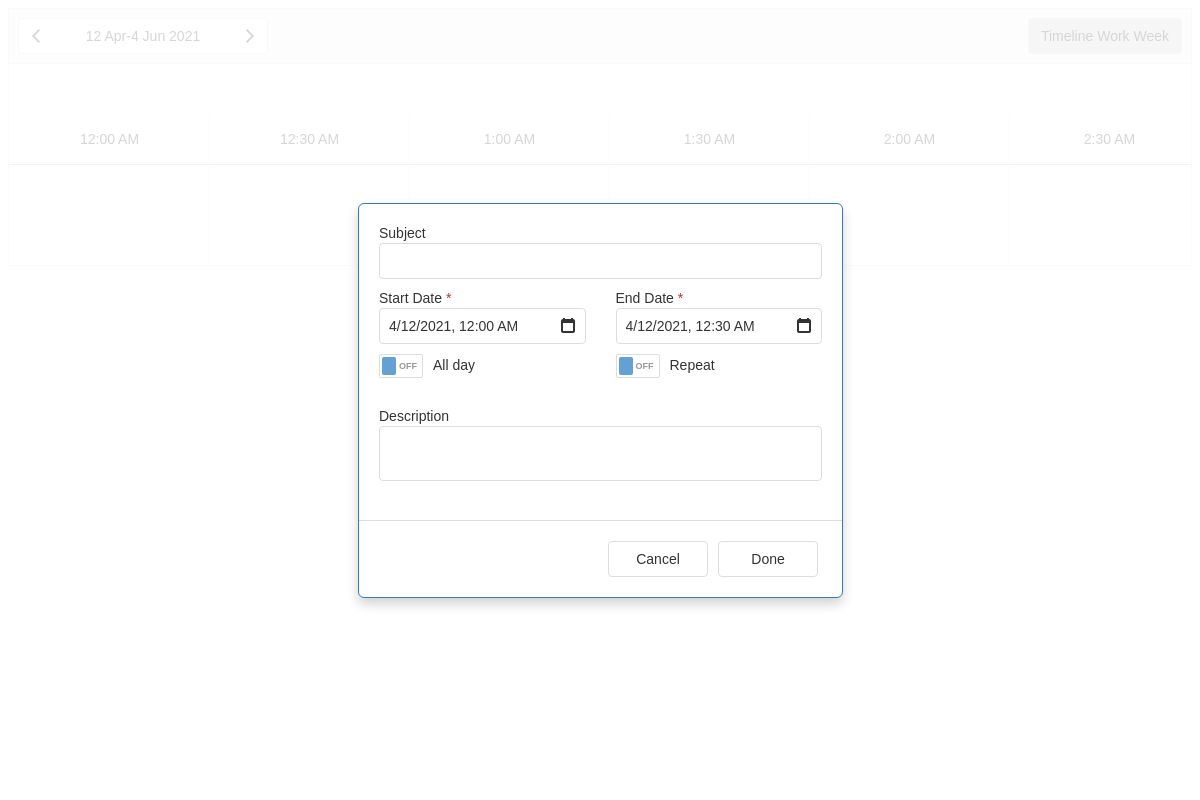 12 Apr-4 Jun 2021
Timeline Work Week
12:00 AM 12:30 AM 1:00 AM 1:30 AM 2:00 AM 2:30 AM
Subject
Start Date * End Date *
4/12/2021, 12:00 AM 4/12/2021, 12:30 AM
OFF All day OFF Repeat
Description
Cancel Done